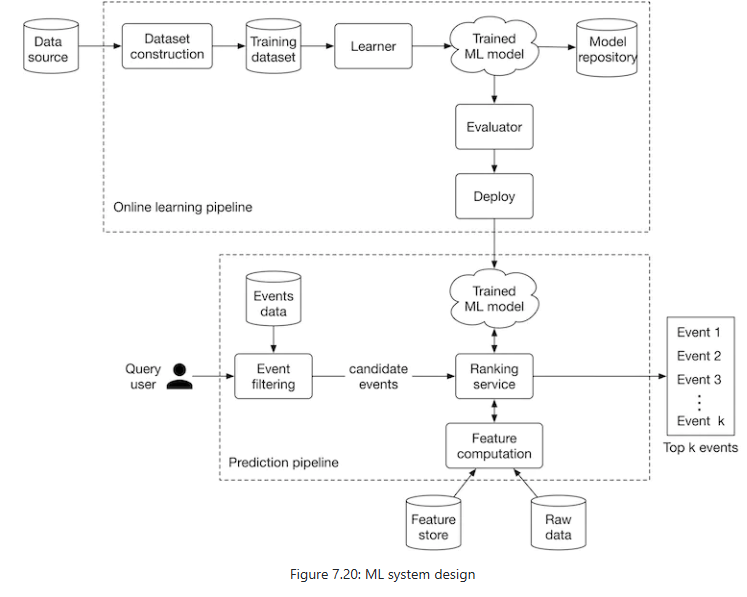 Data
source
Dataset
construction
Training
dataset
Learner
Trained
ML model
Model
repository
Evaluator
Deploy
Online learning pipeline
Events
data
Trained
ML model
Query
user
Event
filtering
candidate
events
Ranking
service
Event 1
Event 2
Event 3
⋮
Event k
Top k events
Feature
computation
Prediction pipeline
Feature
store
Raw
data
Figure 7.20: ML system design